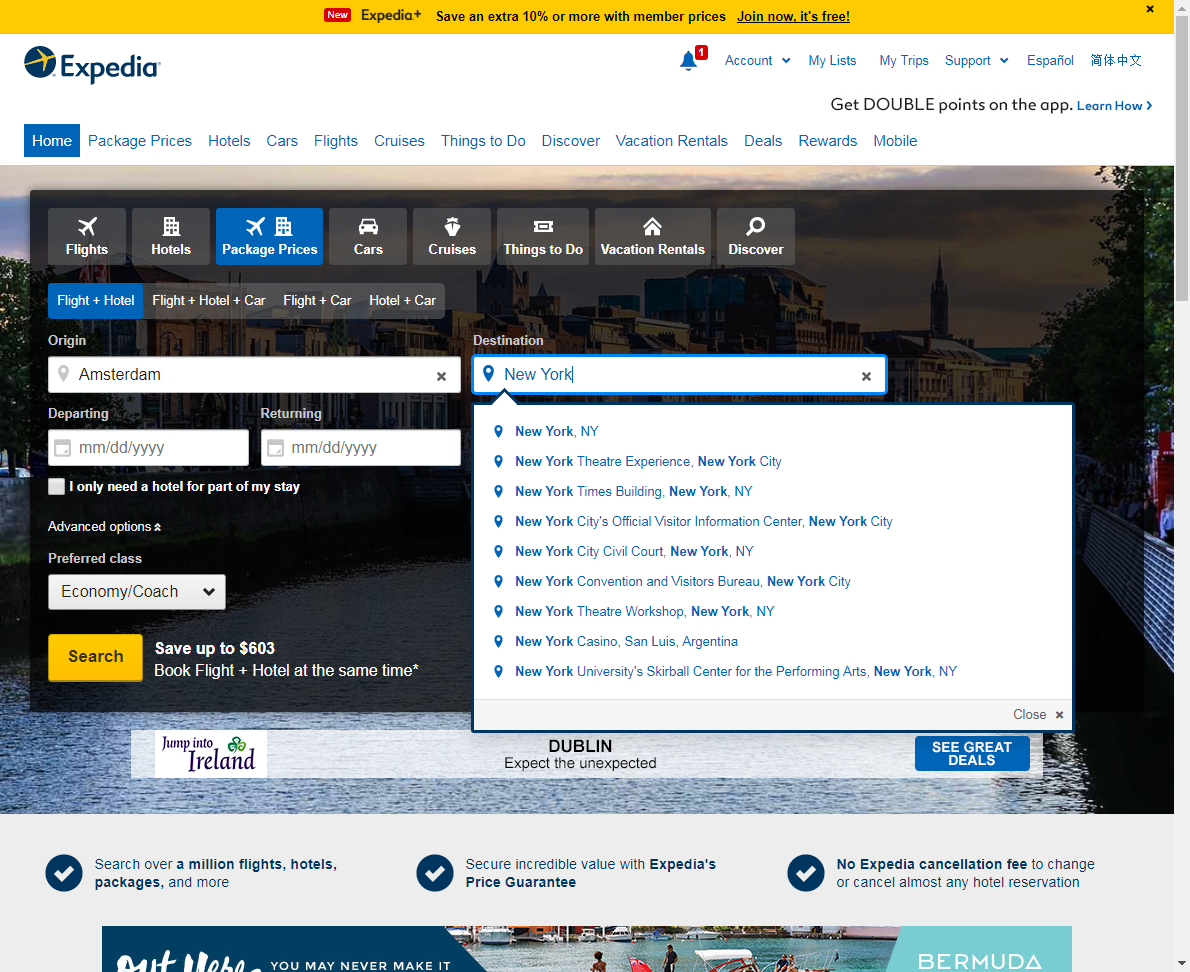 New Expedia+ Save an extra 10% or more with member prices Join now, it's free!
Expedia
1 Account My Lists My Trips Support Español 简体中文
Get DOUBLE points on the app. Learn How
Home Package Prices Hotels Cars Flights Cruises Things to Do Discover Vacation Rentals Deals Rewards Mobile
Flights Hotels Package Prices Cars Cruises Things to Do Vacation Rentals Discover
Flight + Hotel Flight + Hotel + Car Flight + Car Hotel + Car
Origin
Amsterdam
Destination
New York
Departing
mm/dd/yyyy
Returning
mm/dd/yyyy
I only need a hotel for part of my stay
Advanced options
Preferred class
Economy/Coach
Search
Save up to $603
Book Flight + Hotel at the same time*
New York, NY
New York Theatre Experience, New York City
New York Times Building, New York, NY
New York City's Official Visitor Information Center, New York City
New York City Civil Court, New York, NY
New York Convention and Visitors Bureau, New York City
New York Theatre Workshop, New York, NY
New York Casino, San Luis, Argentina
New York University's Skirball Center for the Performing Arts, New York, NY
Close
Jump into
Ireland
DUBLIN
Expect the unexpected
SEE GREAT
DEALS
Search over a million flights, hotels,
packages, and more
Secure incredible value with Expedia's
Price Guarantee
No Expedia cancellation fee to change
or cancel almost any hotel reservation
Out Here
YOU MAY NEVER MAKE IT
BERMUDA